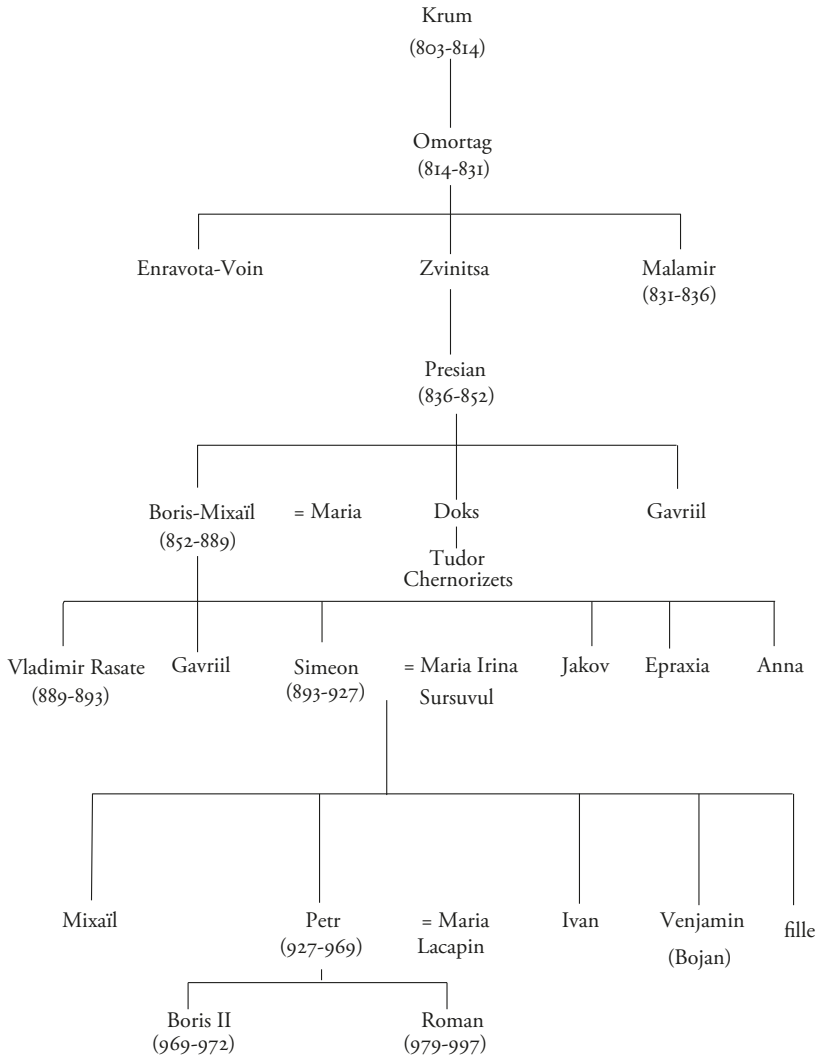 Krum
(803-814)
Omortag
(814-831)
Enravota-Voin Zvinitsa Malamir
(831-836)
Presian
(836-852)
Boris-Mixaïl = Maria Doks Gavriil
(852-889)
Tudor
Chernorizets
Vladimir Rasate Gavriil Simeon = Maria Irina Jakov Epraxia Anna
(889-893) (893-927) Sursuvul
Mixaïl Petr = Maria Ivan Venjamin fille
(927-969) Lacapin (Bojan)
Boris II Roman
(969-972) (979-997)